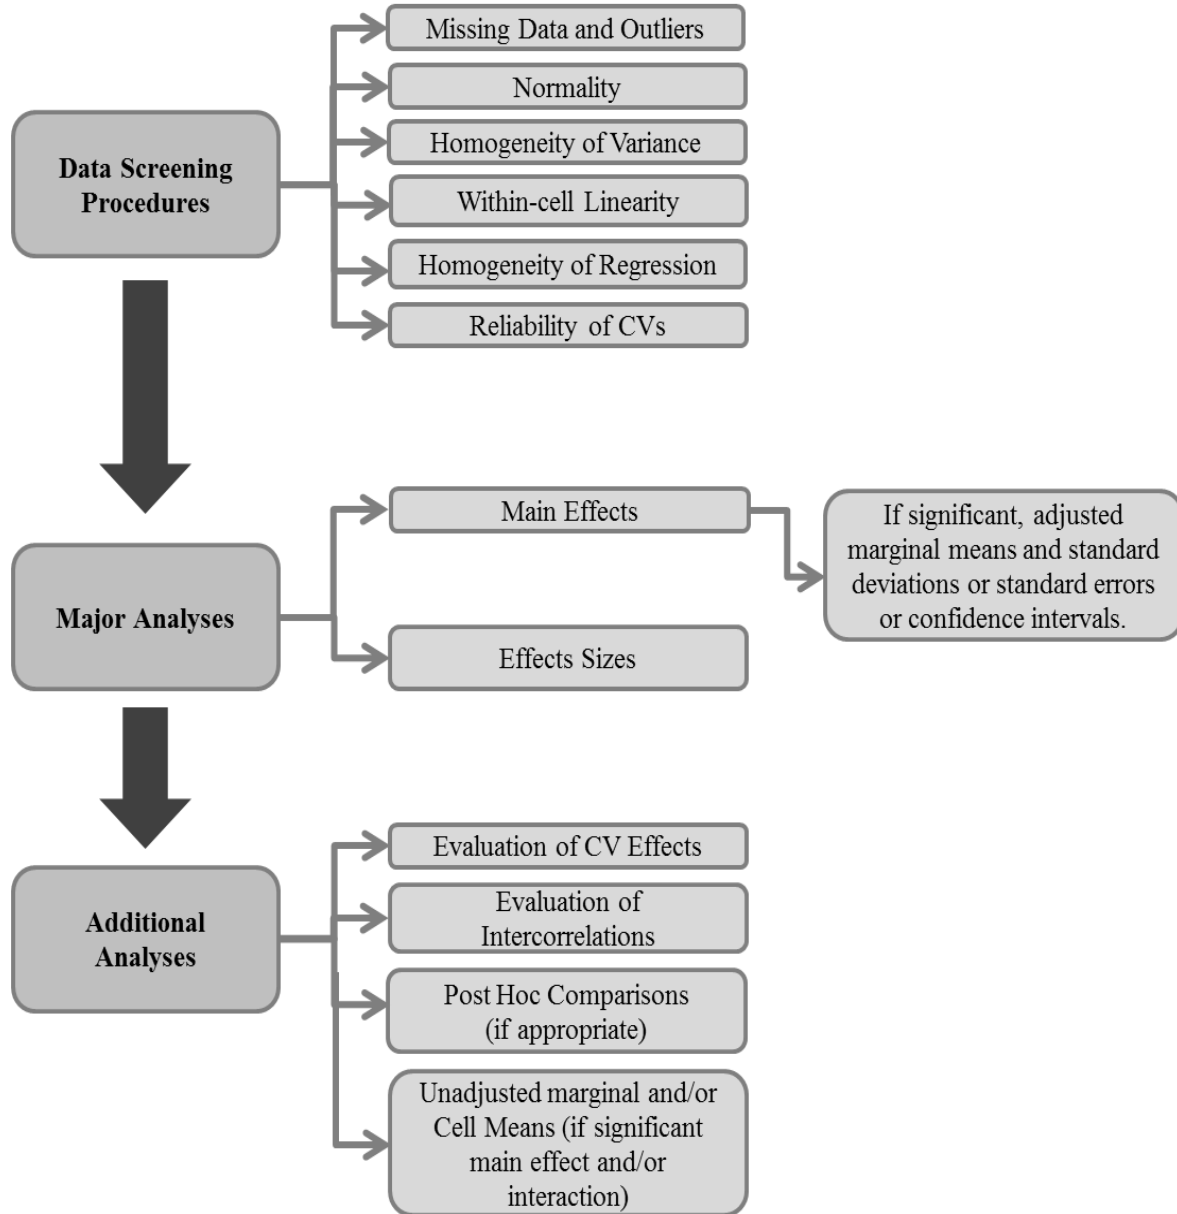 Missing Data and Outliers
Normality
Homogeneity of Variance
Data Screening
Procedures
Within-cell Linearity
Homogeneity of Regression
Reliability of CVs
Main Effects
If significant, adjusted
marginal means and standard
deviations or standard errors
or confidence intervals.
Major Analyses
Effects Sizes
Evaluation of CV Effects
Evaluation of
Intercorrelations
Additional
Analyses
Post Hoc Comparisons
(if appropriate)
Unadjusted marginal and/or
Cell Means (if significant
main effect and/or
interaction)